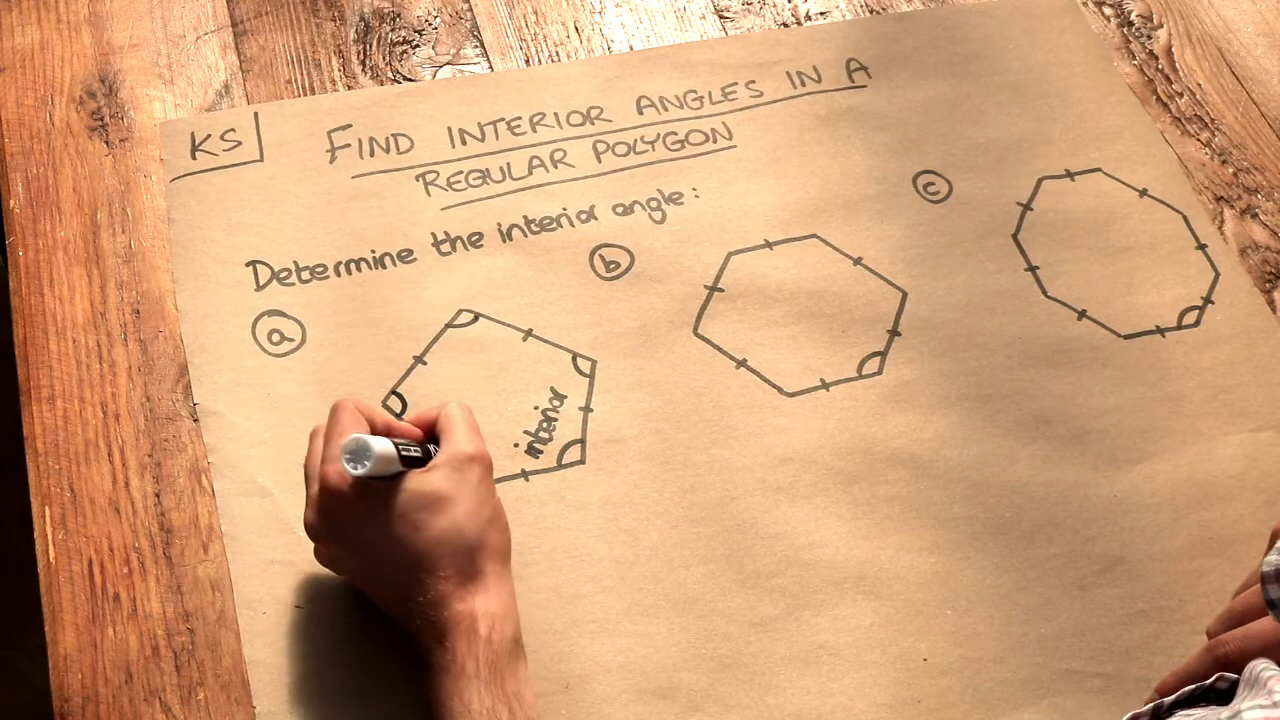 KS
FIND INTERIOR ANGLES IN A
REGULAR POLYGON
Determine the interior angle:
a
b
c
interior